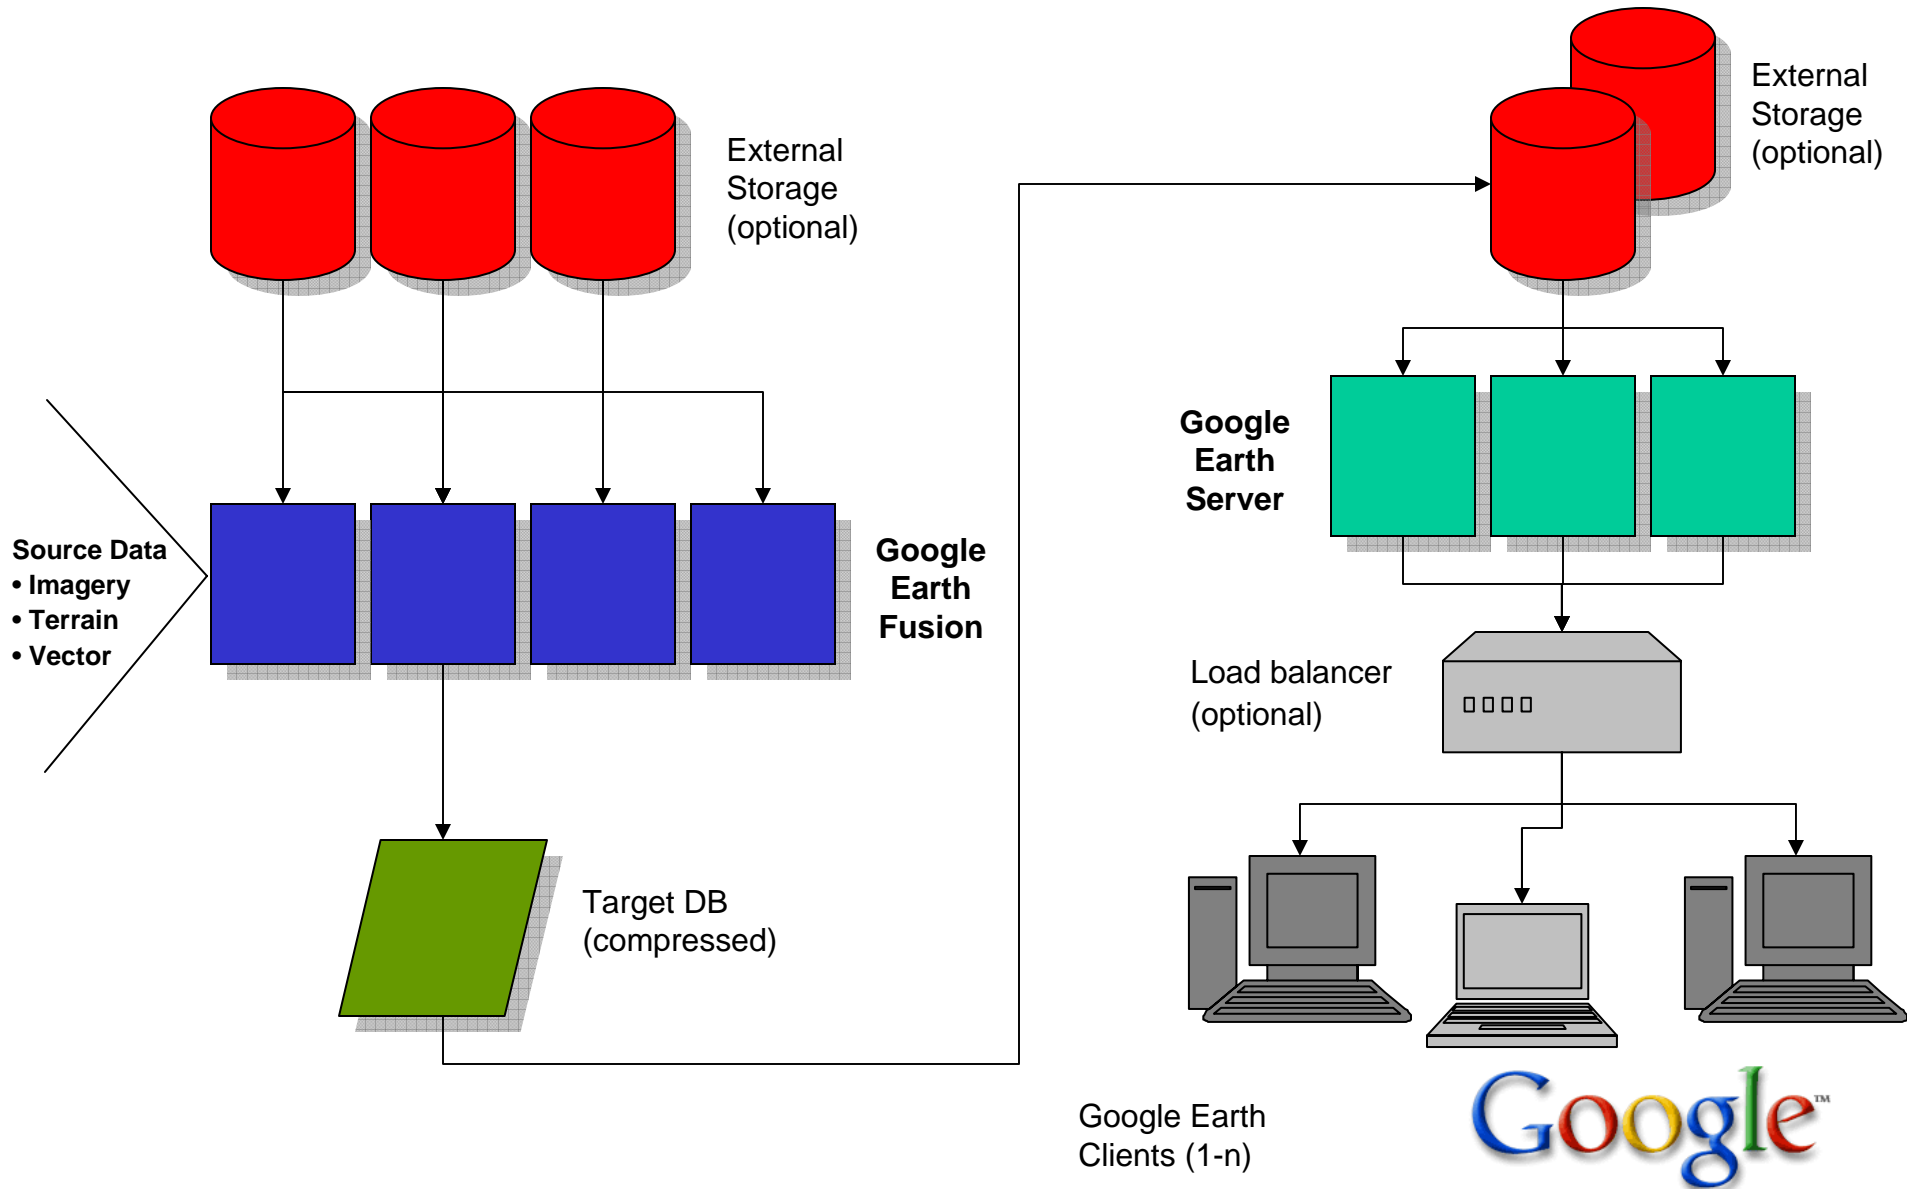 External
Storage
(optional)
External
Storage
(optional)
Source Data
• Imagery
• Terrain
• Vector
Google
Earth
Fusion
Google
Earth
Server
Load balancer
(optional)
Target DB
(compressed)
Google Earth
Clients (1-n)
Google™